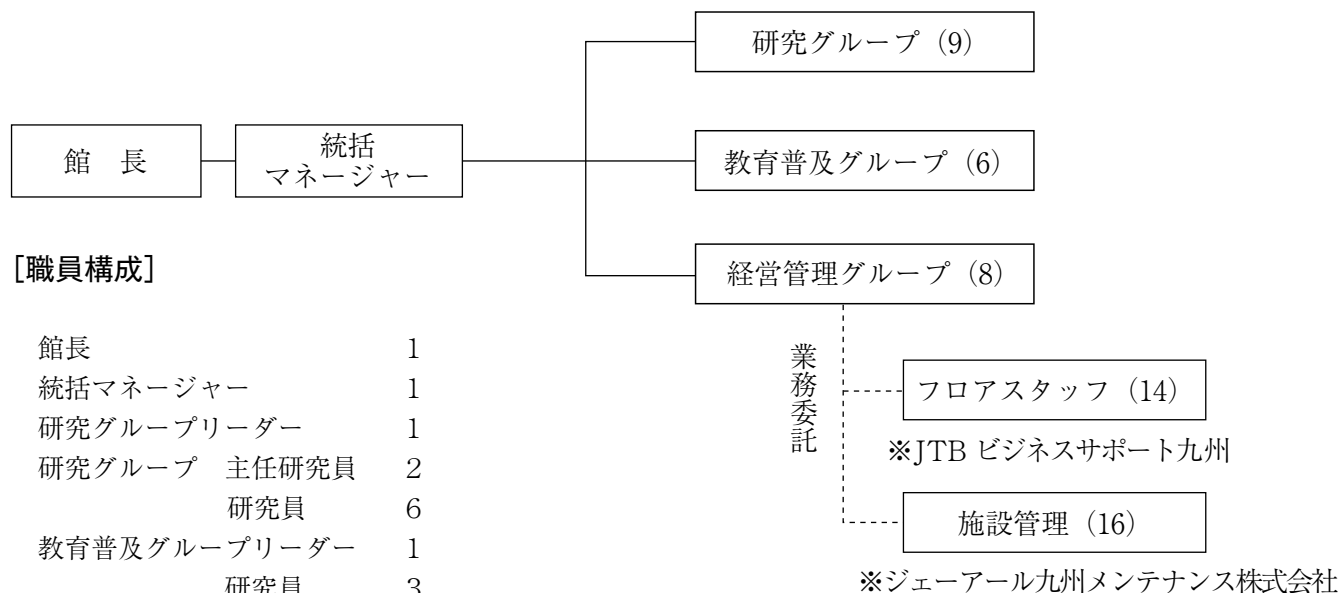 研究グループ（9）
館　長
統括
マネージャー
教育普及グループ（6）
経営管理グループ（8）
業務委託
フロアスタッフ（14）
※JTB ビジネスサポート九州
施設管理（16）
※ジェーアール九州メンテナンス株式会社
［職員構成］
館長 1
統括マネージャー 1
研究グループリーダー 1
研究グループ　主任研究員 2
研究員 6
教育普及グループリーダー 1
研究員 3